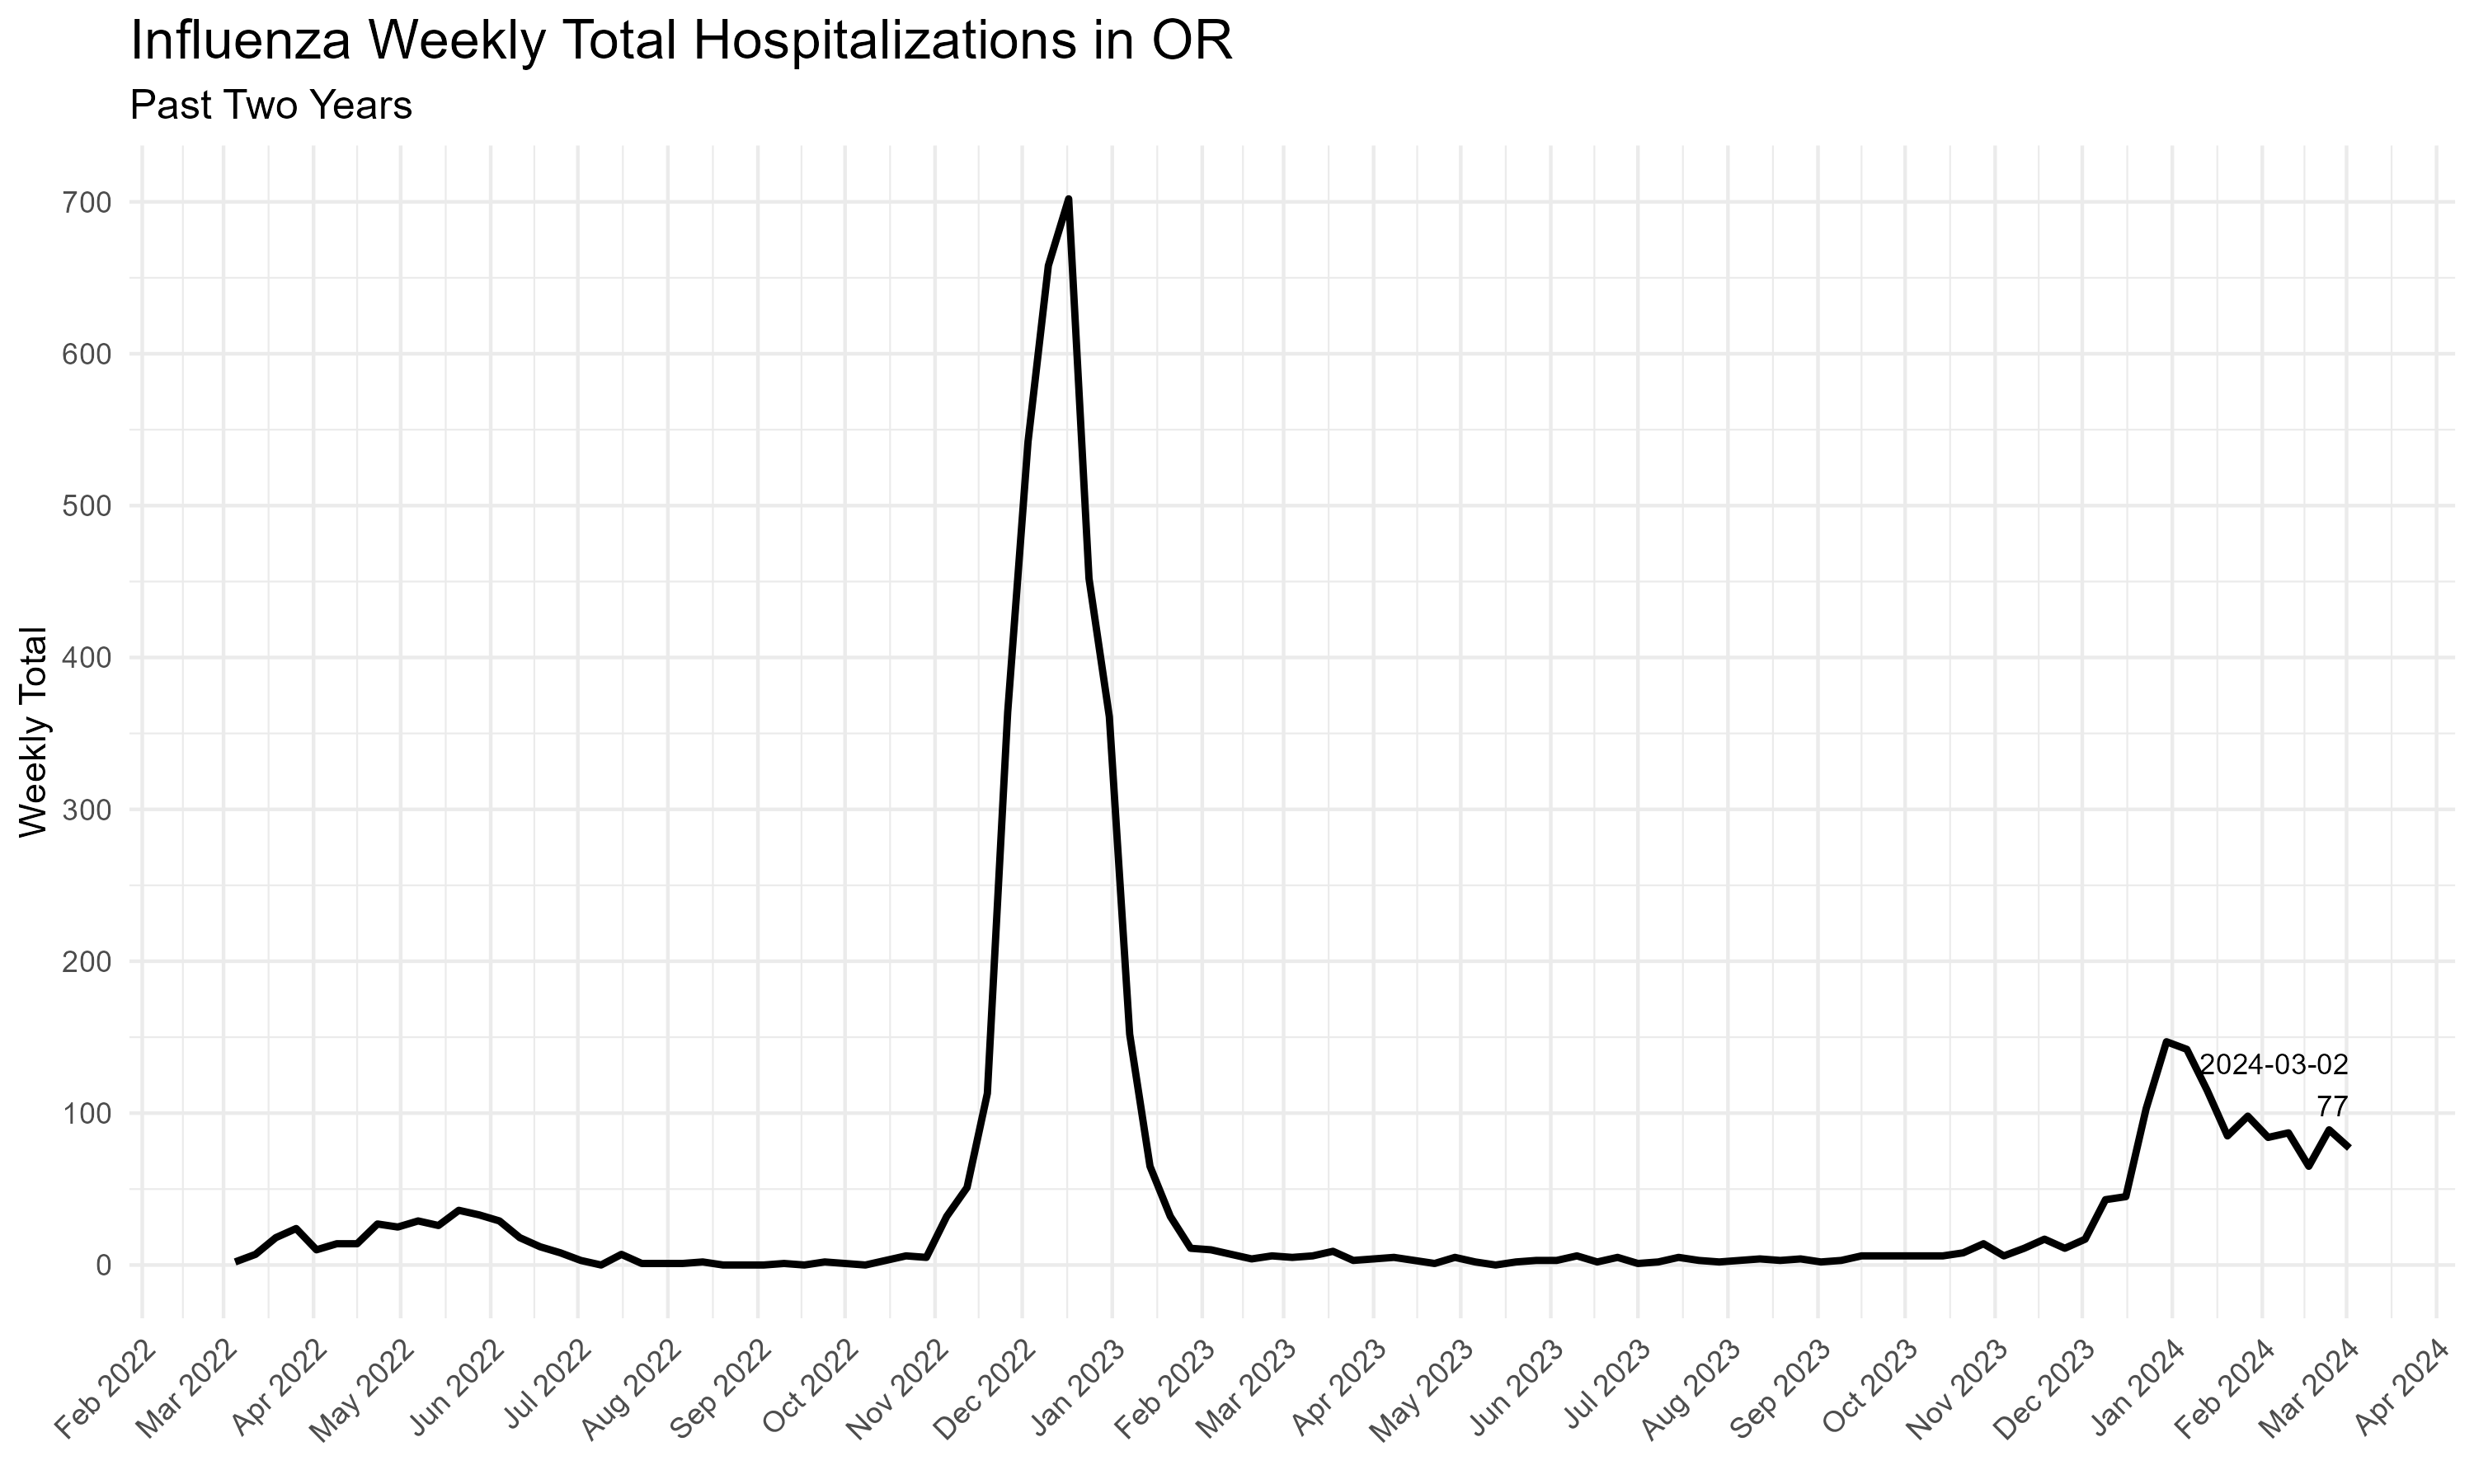 Influenza Weekly Total Hospitalizations in OR
Past Two Years
Weekly Total
700
600
500
400
300
200
100
0
2024-03-02
77
Feb 2022
Mar 2022
Apr 2022
May 2022
Jun 2022
Jul 2022
Aug 2022
Sep 2022
Oct 2022
Nov 2022
Dec 2022
Jan 2023
Feb 2023
Mar 2023
Apr 2023
May 2023
Jun 2023
Jul 2023
Aug 2023
Sep 2023
Oct 2023
Nov 2023
Dec 2023
Jan 2024
Feb 2024
Mar 2024
Apr 2024